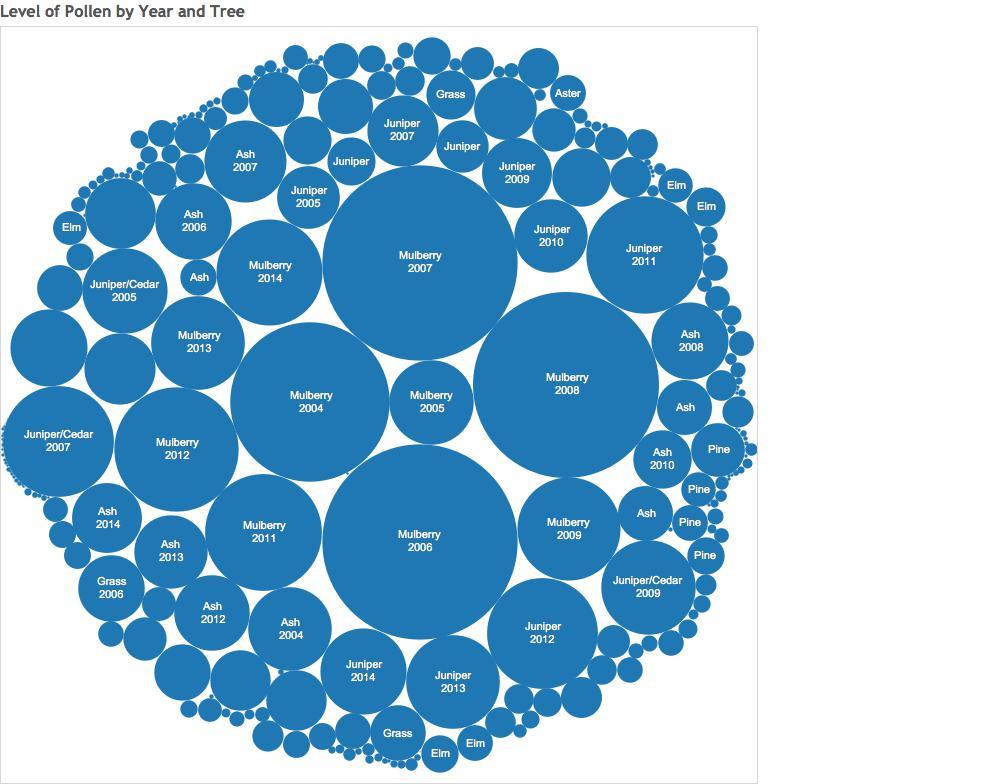 Level of Pollen by Year and Tree
Grass
Aster
Juniper
2007
Juniper
Ash
2007
Juniper
Juniper
2009
Elm
Juniper
2005
Elm
Ash
2006
Elm
Juniper
2010
Juniper
2011
Mulberry
2007
Mulberry
2014
Ash
Juniper/Cedar
2005
Mulberry
2013
Ash
2008
Mulberry
2008
Mulberry
2004
Mulberry
2005
Ash
Juniper/Cedar
2007
Mulberry
2012
Pine
Ash
2010
Pine
Ash
2014
Ash
Pine
Mulberry
2011
Mulberry
2006
Mulberry
2009
Ash
2013
Pine
Grass
2006
Juniper/Cedar
2009
Ash
2012
Ash
2004
Juniper
2012
Juniper
2014
Juniper
2013
Grass
Elm
Elm